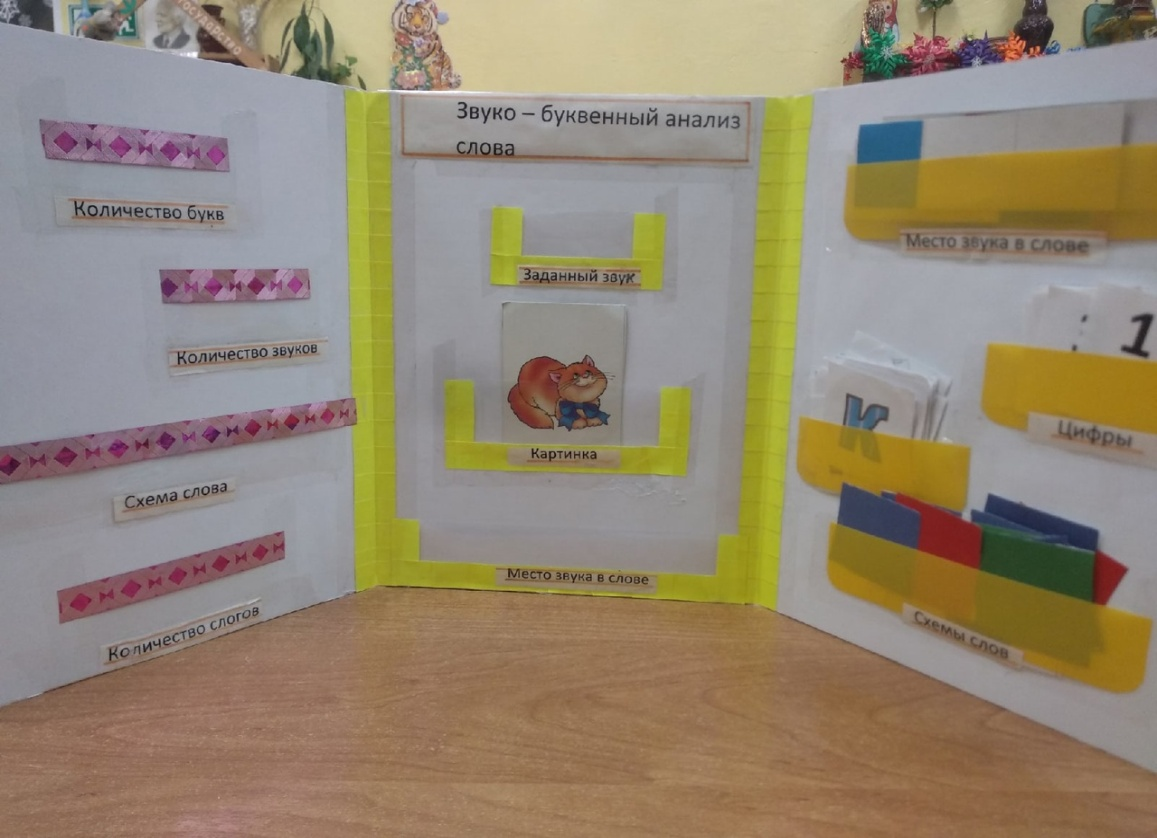 Количество букв
Количество звуков
Схема слова
Количество слогов
Звуко – буквенный анализ
слова
Заданный звук
Картинка
Место звука в слове
Место звука в слове
1
Цифры
К
Схемы слов